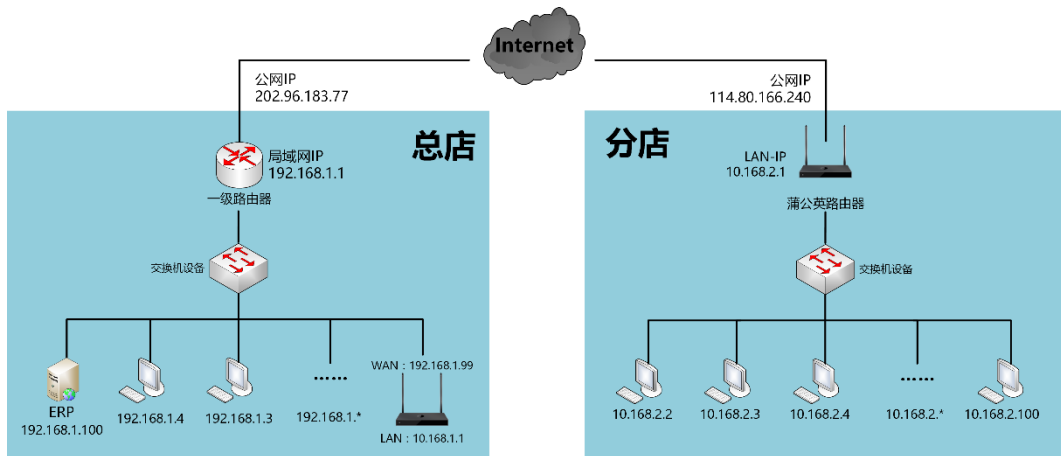 Internet
公网IP
202.96.183.77
公网IP
114.80.166.240
总店
局域网IP
192.168.1.1
一级路由器
交换机设备
ERP
192.168.1.100
192.168.1.4
192.168.1.3
......
192.168.1.*
WAN：192.168.1.99
LAN：10.168.1.1
分店
LAN-IP
10.168.2.1
蒲公英路由器
交换机设备
10.168.2.2
10.168.2.3
10.168.2.4
......
10.168.2.*
10.168.2.100